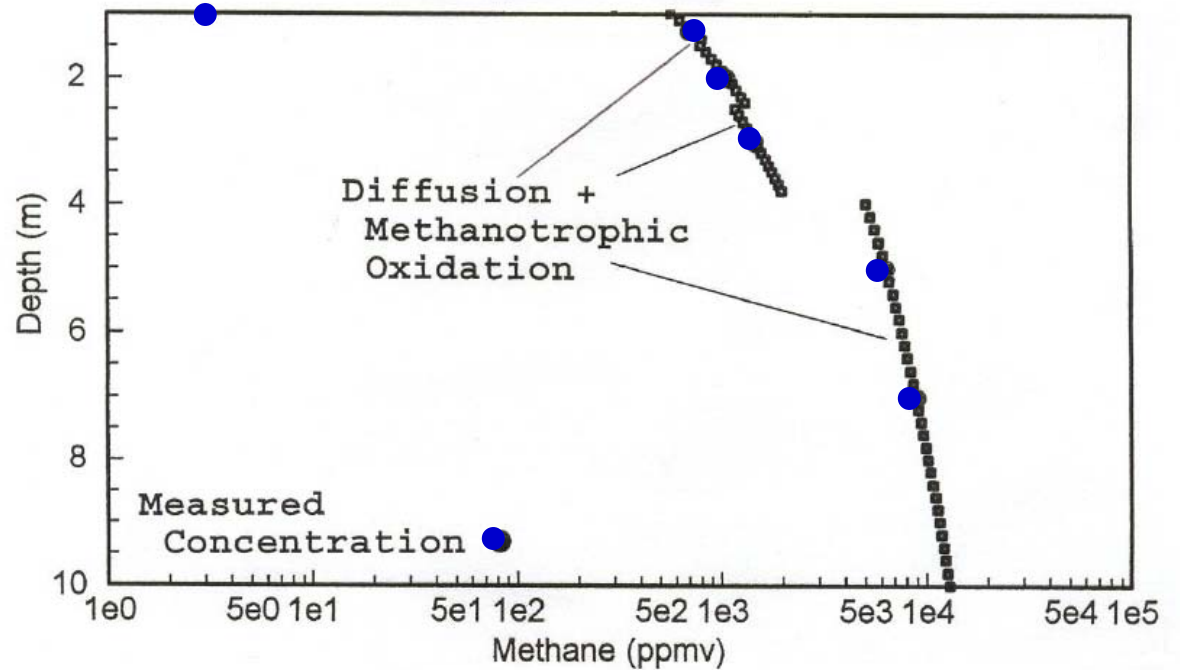 2
4
6
8
10
Depth (m)
Diffusion +
Methanotrophic
Oxidation
Measured
Concentration
1e0 5e0 1e1 5e1 1e2 5e2 1e3 5e3 1e4 5e4 1e5
Methane (ppmv)